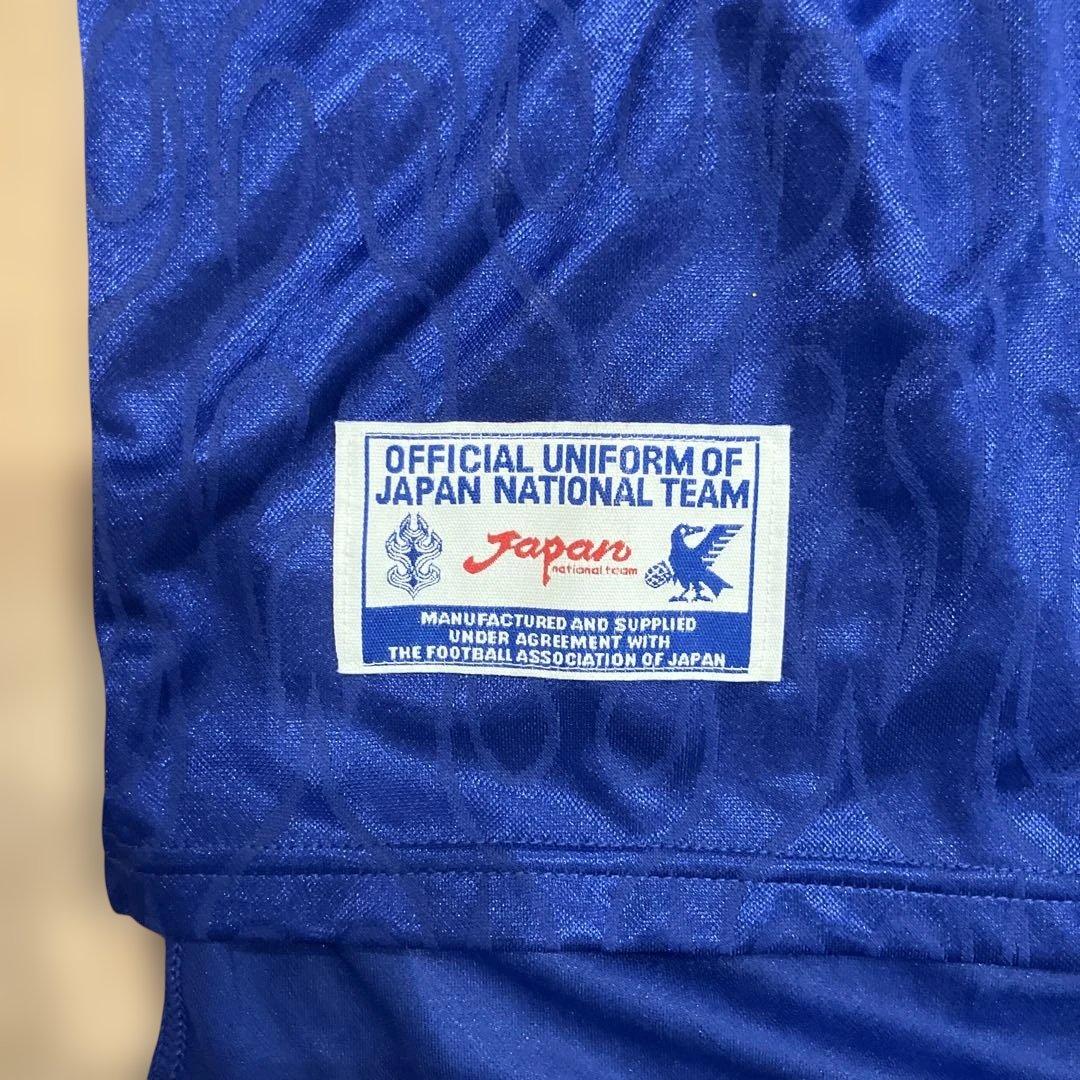 OFFICIAL UNIFORM OF
JAPAN NATIONAL TEAM
Japan
national team
MANUFACTURED AND SUPPLIED
UNDER AGREEMENT WITH
THE FOOTBALL ASSOCIATION OF JAPAN